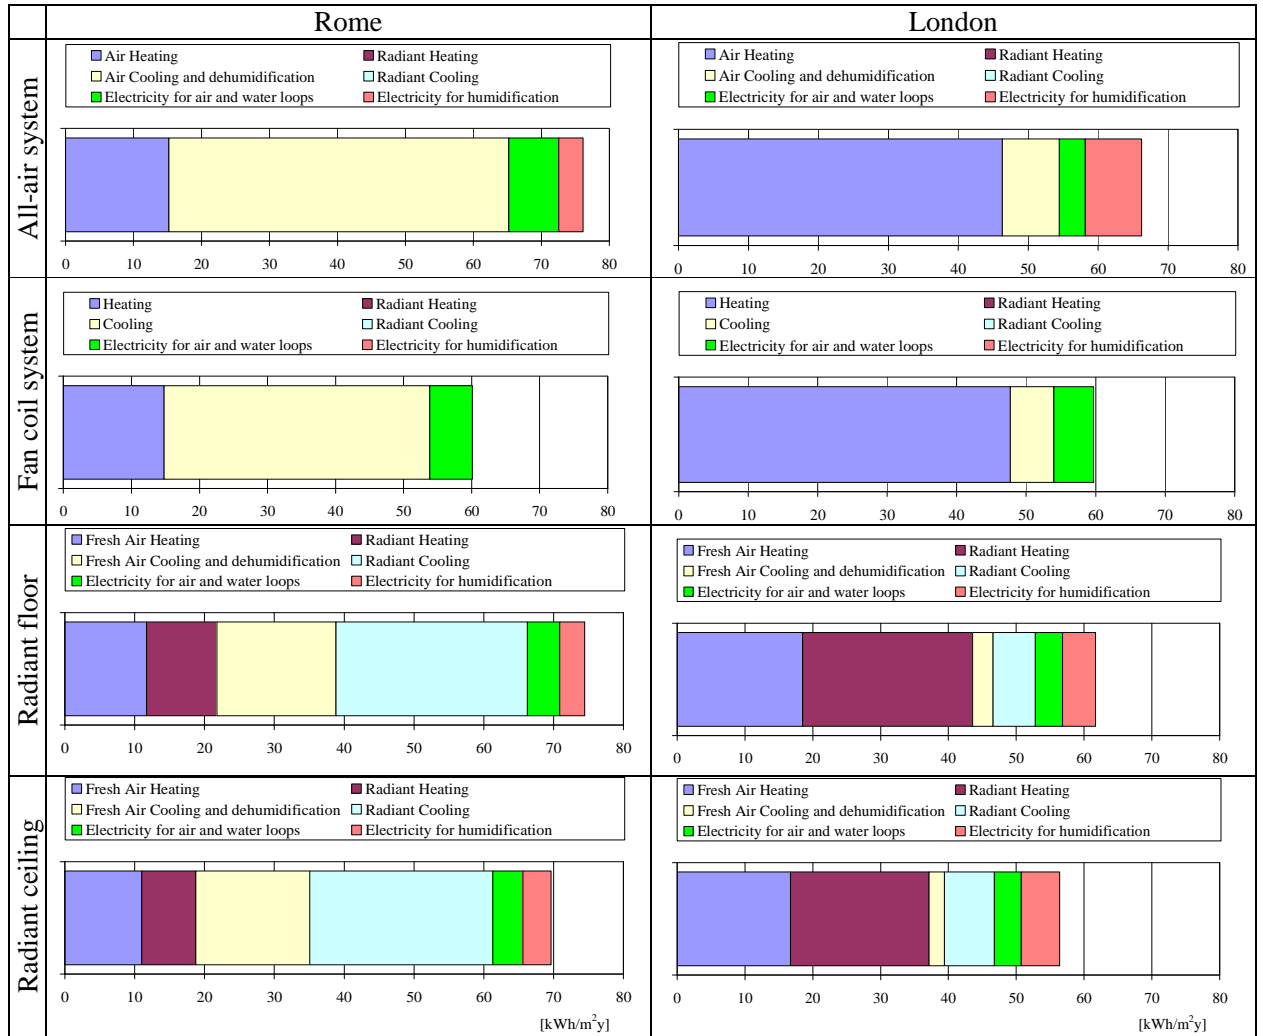 Rome
London
All-air system
Air Heating
Radiant Heating
Air Cooling and dehumidification
Radiant Cooling
Electricity for air and water loops
Electricity for humidification
0 10 20 30 40 50 60 70 80
Air Heating
Radiant Heating
Air Cooling and dehumidification
Radiant Cooling
Electricity for air and water loops
Electricity for humidification
0 10 20 30 40 50 60 70 80
Fan coil system
Heating
Radiant Heating
Cooling
Radiant Cooling
Electricity for air and water loops
Electricity for humidification
0 10 20 30 40 50 60 70 80
Heating
Radiant Heating
Cooling
Radiant Cooling
Electricity for air and water loops
Electricity for humidification
0 10 20 30 40 50 60 70 80
Radiant floor
Fresh Air Heating
Radiant Heating
Fresh Air Cooling and dehumidification
Radiant Cooling
Electricity for air and water loops
Electricity for humidification
0 10 20 30 40 50 60 70 80
Fresh Air Heating
Radiant Heating
Fresh Air Cooling and dehumidification
Radiant Cooling
Electricity for air and water loops
Electricity for humidification
0 10 20 30 40 50 60 70 80
Radiant ceiling
Fresh Air Heating
Radiant Heating
Fresh Air Cooling and dehumidification
Radiant Cooling
Electricity for air and water loops
Electricity for humidification
0 10 20 30 40 50 60 70 80
[kWh/m²y]
Fresh Air Heating
Radiant Heating
Fresh Air Cooling and dehumidification
Radiant Cooling
Electricity for air and water loops
Electricity for humidification
0 10 20 30 40 50 60 70 80
[kWh/m²y]